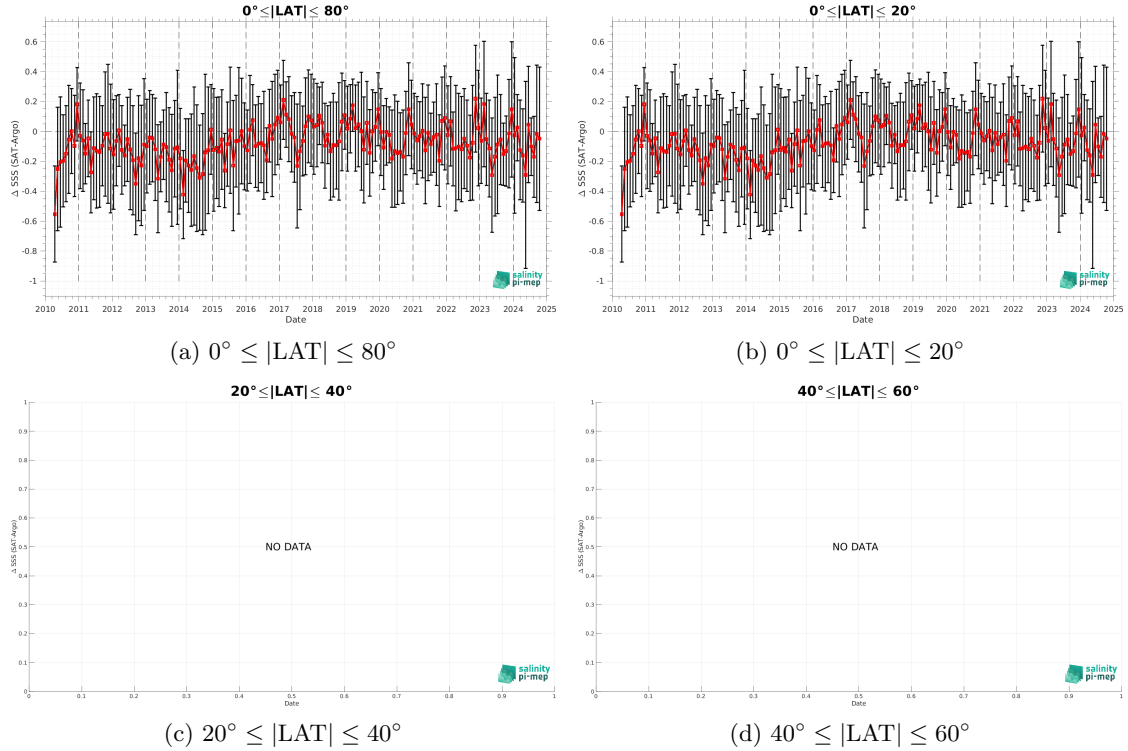 0°≤|LAT|≤ 80°
Δ SSS (SAT-Argo)
0.6
0.4
0.2
0
-0.2
-0.4
-0.6
-0.8
-1
2010 2011 2012 2013 2014 2015 2016 2017 2018 2019 2020 2021 2022 2023 2024 2025
Date
salinity
pi-mep
(a) 0° ≤ |LAT| ≤ 80°
0°≤|LAT|≤ 20°
Δ SSS (SAT-Argo)
0.6
0.4
0.2
0
-0.2
-0.4
-0.6
-0.8
-1
2010 2011 2012 2013 2014 2015 2016 2017 2018 2019 2020 2021 2022 2023 2024 2025
Date
salinity
pi-mep
(b) 0° ≤ |LAT| ≤ 20°
20°≤|LAT|≤ 40°
Δ SSS (SAT-Argo)
1
0.9
0.8
0.7
0.6
0.5
0.4
0.3
0.2
0.1
0
NO DATA
0 0.1 0.2 0.3 0.4 0.5 0.6 0.7 0.8 0.9 1
Date
salinity
pi-mep
(c) 20° ≤ |LAT| ≤ 40°
40°≤|LAT|≤ 60°
Δ SSS (SAT-Argo)
1
0.9
0.8
0.7
0.6
0.5
0.4
0.3
0.2
0.1
0
NO DATA
0 0.1 0.2 0.3 0.4 0.5 0.6 0.7 0.8 0.9 1
Date
salinity
pi-mep
(d) 40° ≤ |LAT| ≤ 60°